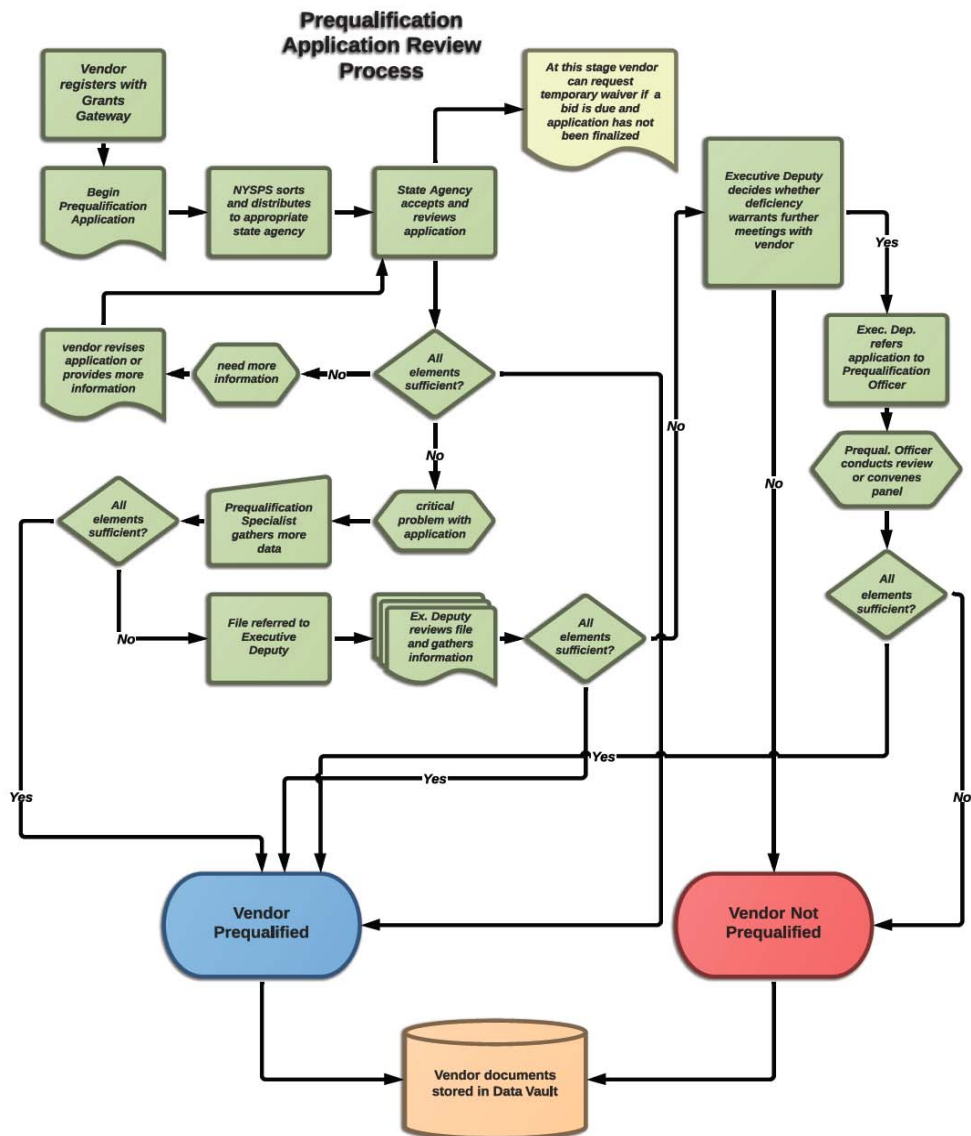 Prequalification
Application Review
Process
Vendor
registers with
Grants
Gateway
At this stage vendor
can request
temporary waiver if a
bid is due and
application has not
been finalized
Begin
Prequalification
Application
NYSPS sorts
and distributes
to appropriate
state agency
State Agency
accepts and
reviews
application
Executive Deputy
decides whether
deficiency
warrants further
meetings with
vendor
Yes
vendor revises
application or
provides more
information
need more
information
No
All
elements
sufficient?
Exec. Dep.
refers
application to
Prequalification
Officer
No
No
No
Prequal. Officer
conducts review
or convenes
panel
All
elements
sufficient?
Prequalification
Specialist
gathers more
data
critical
problem with
application
All
elements
sufficient?
No
File referred to
Executive
Deputy
Ex. Deputy
reviews file
and gathers
information
All
elements
sufficient?
Yes
Yes
Yes
No
Vendor
Prequalified
Vendor Not
Prequalified
Vendor documents
stored in Data Vault